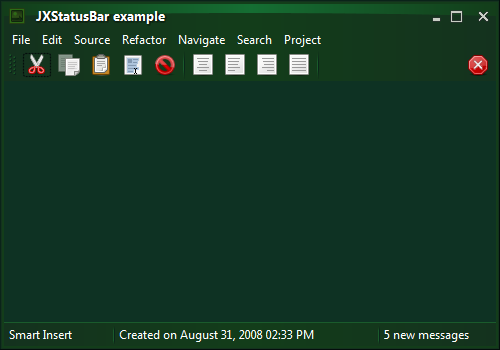 JXStatusBar example
File Edit Source Refactor Navigate Search Project
Smart Insert Created on August 31, 2008 02:33 PM 5 new messages